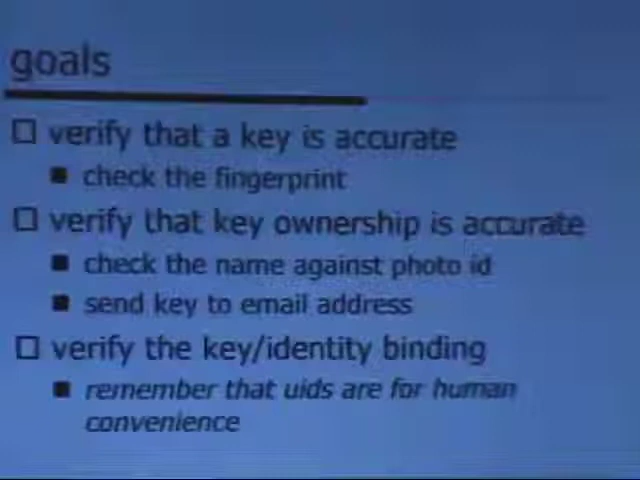 goals
verify that a key is accurate
check the fingerprint
verify that key ownership is accurate
check the name against photo id
send key to email address
verify the key/identity binding
remember that uids are for human
convenience